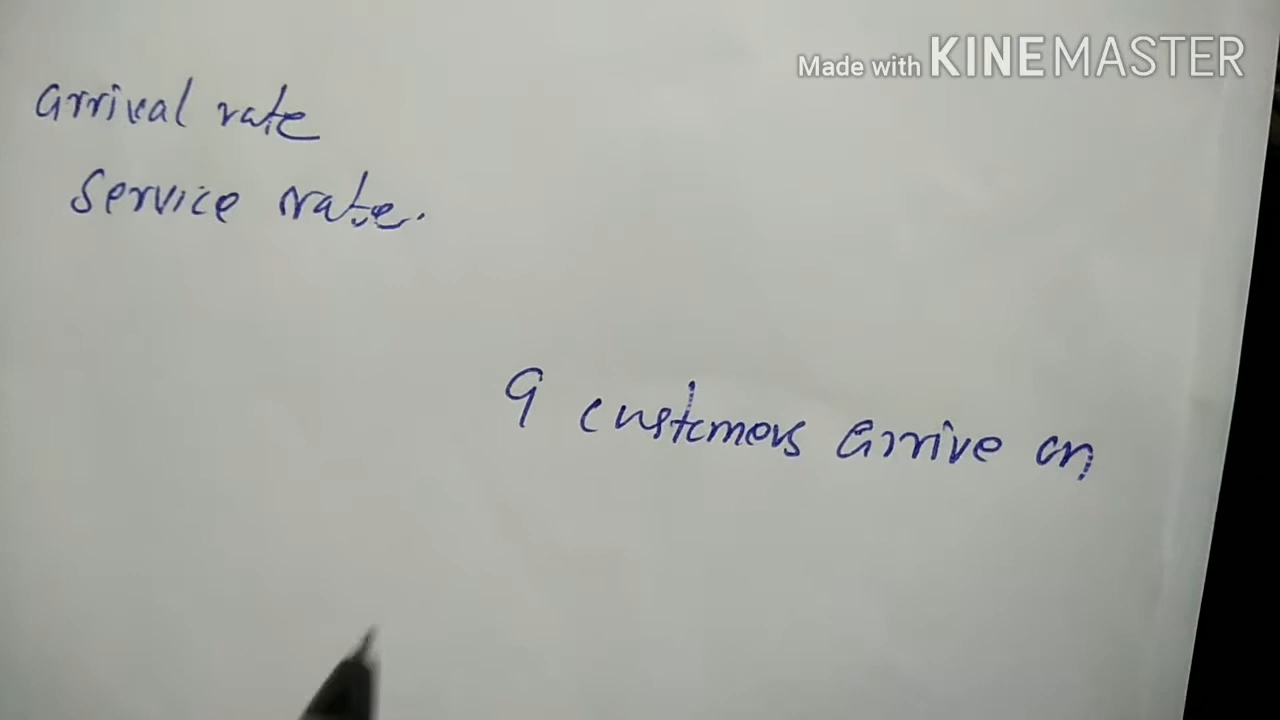 Made with KINEMASTER
arrival rate
service rate.
9 customers arrive on